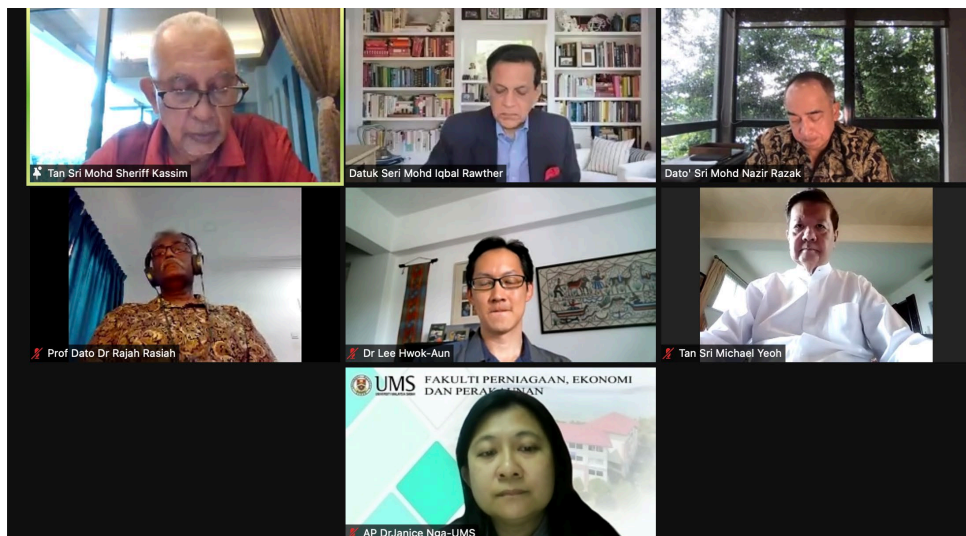 Tan Sri Mohd Sheriff Kassim
Datuk Seri Mohd Iqbal Rawther
Dato' Sri Mohd Nazir Razak
Prof Dato Dr Rajah Rasiah
Dr Lee Hwok-Aun
Tan Sri Michael Yeoh
UMS
FAKULTI PERNIAGAAN, EKONOMI
DAN PERAKAUNAN
AP DrJanice Nga-UMS